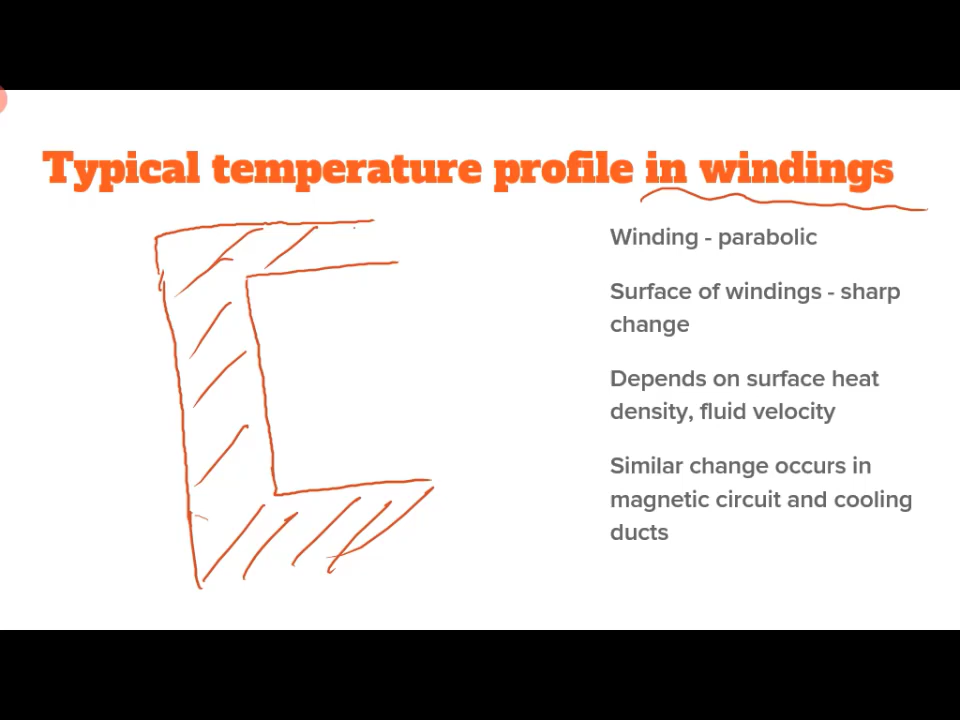 Typical temperature profile in windings
Winding - parabolic
Surface of windings - sharp
change
Depends on surface heat
density, fluid velocity
Similar change occurs in
magnetic circuit and cooling
ducts